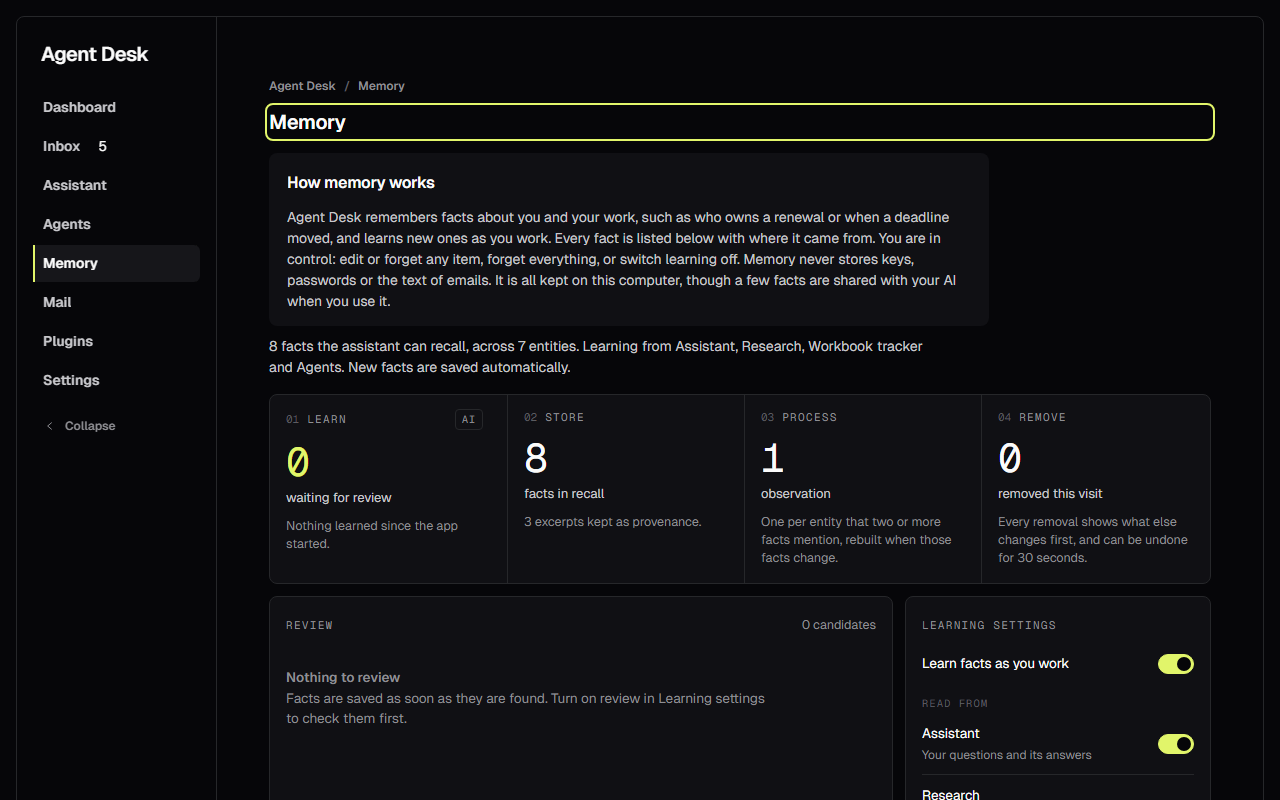 Agent Desk
Dashboard
Inbox 5
Assistant
Agents
Memory
Mail
Plugins
Settings
Collapse
Agent Desk / Memory
Memory
How memory works
Agent Desk remembers facts about you and your work, such as who owns a renewal or when a deadline
moved, and learns new ones as you work. Every fact is listed below with where it came from. You are in
control: edit or forget any item, forget everything, or switch learning off. Memory never stores keys,
passwords or the text of emails. It is all kept on this computer, though a few facts are shared with your AI
when you use it.
8 facts the assistant can recall, across 7 entities. Learning from Assistant, Research, Workbook tracker
and Agents. New facts are saved automatically.
01 LEARN AI
0
waiting for review
Nothing learned since the app
started.
02 STORE
8
facts in recall
3 excerpts kept as provenance.
03 PROCESS
1
observation
One per entity that two or more
facts mention, rebuilt when those
facts change.
04 REMOVE
0
removed this visit
Every removal shows what else
changes first, and can be undone
for 30 seconds.
REVIEW 0 candidates
Nothing to review
Facts are saved as soon as they are found. Turn on review in Learning settings
to check them first.
LEARNING SETTINGS
Learn facts as you work
READ FROM
Assistant
Your questions and its answers
Research